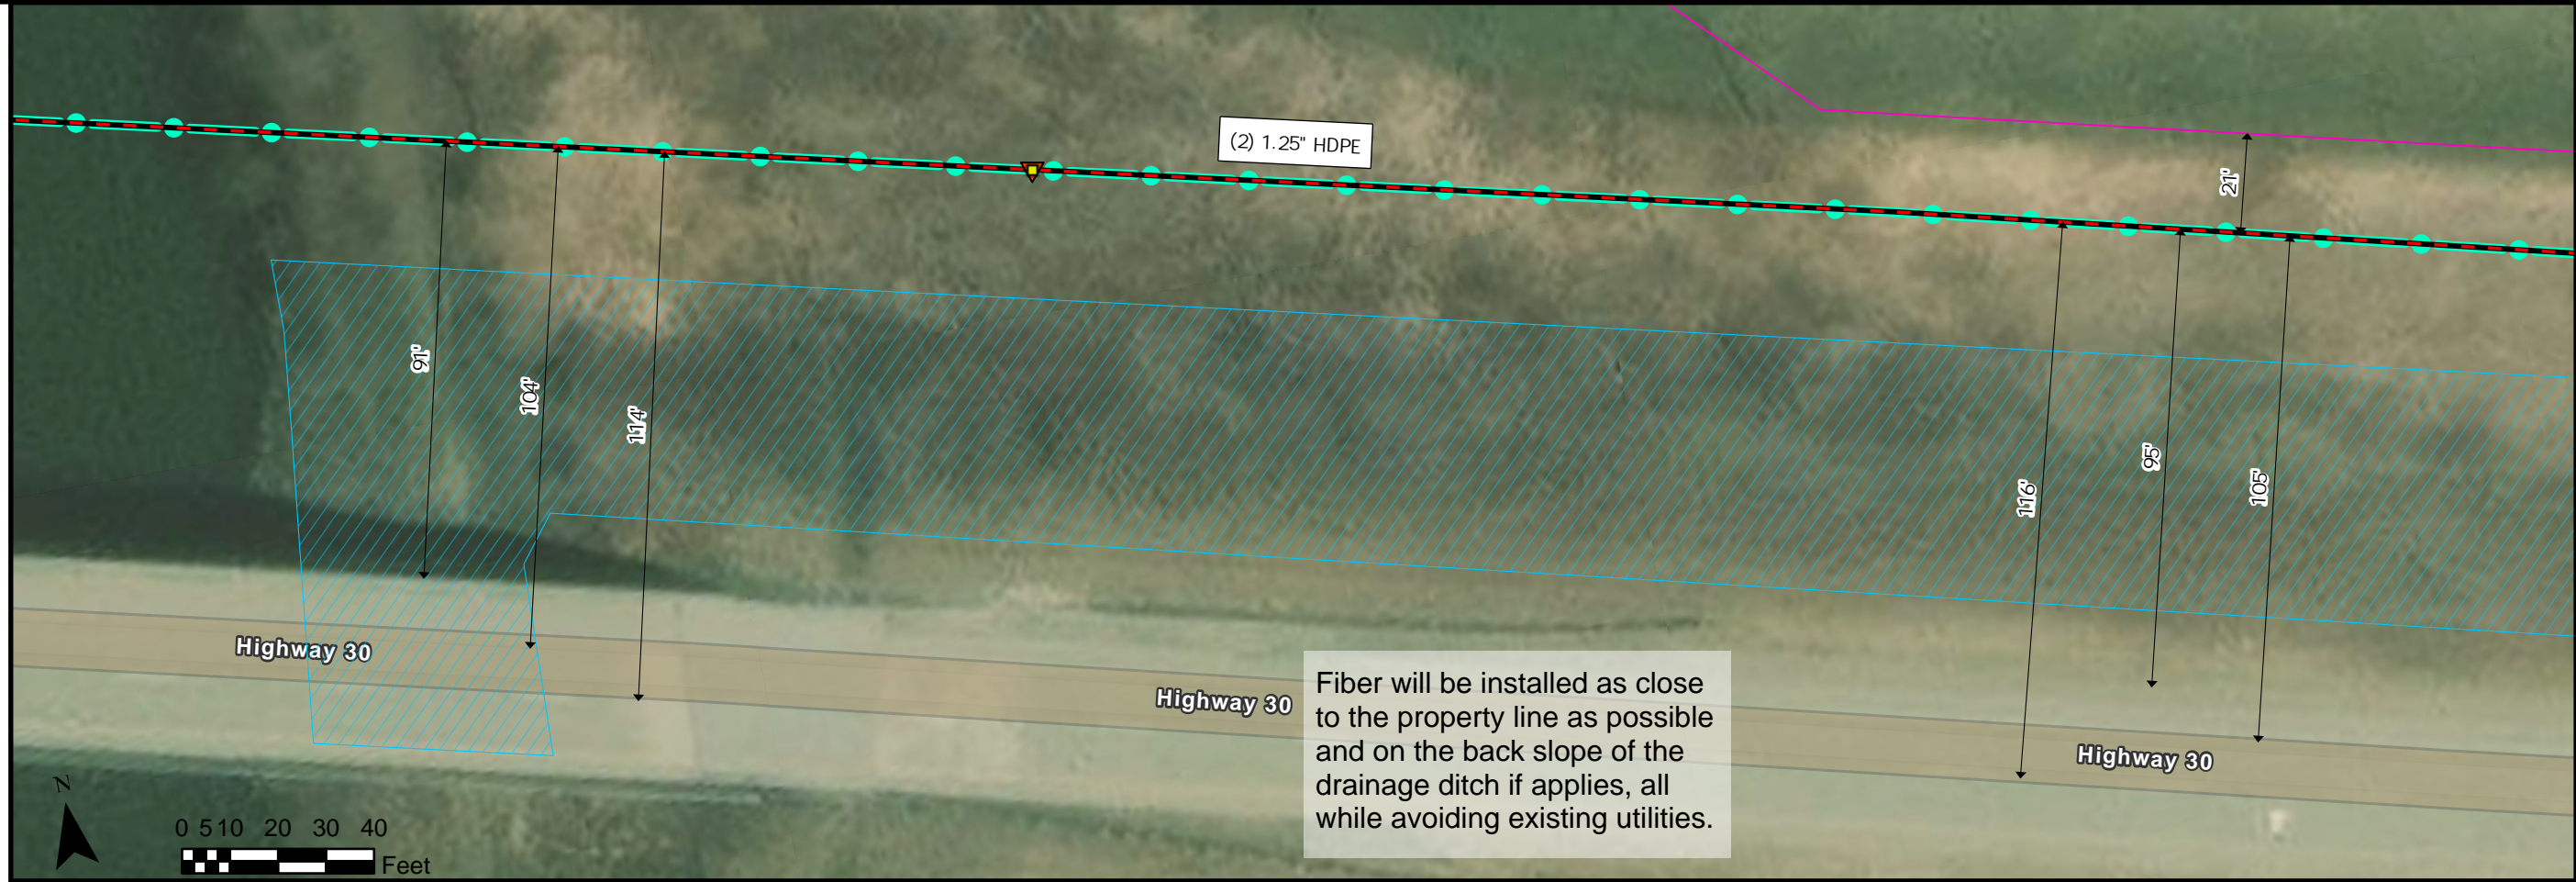 (2) 1.25" HDPE
21'
91'
104'
114'
116'
95'
105'
Highway 30
Highway 30
Highway 30
Fiber will be installed as close
to the property line as possible
and on the back slope of the
drainage ditch if applies, all
while avoiding existing utilities.
N
0 5 10 20 30 40
Feet